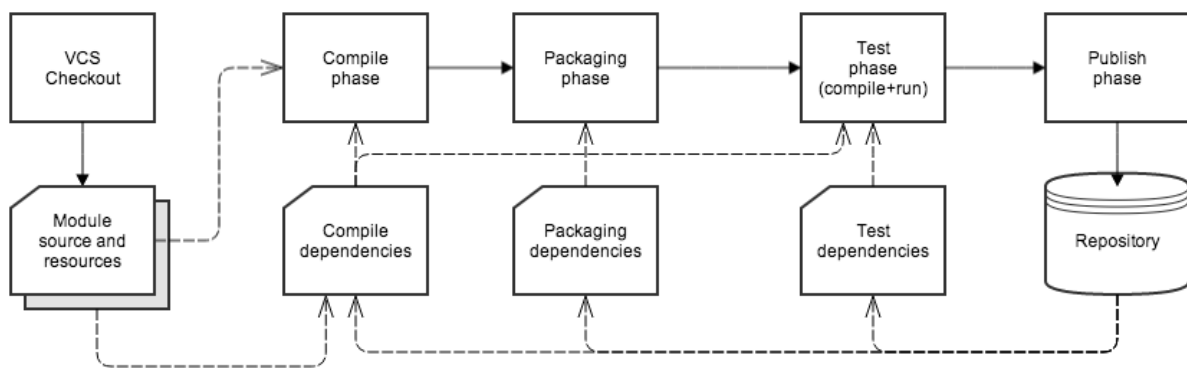 VCS
Checkout
Compile
phase
Packaging
phase
Test
phase
(compile+run)
Publish
phase
Module
source and
resources
Compile
dependencies
Packaging
dependencies
Test
dependencies
Repository